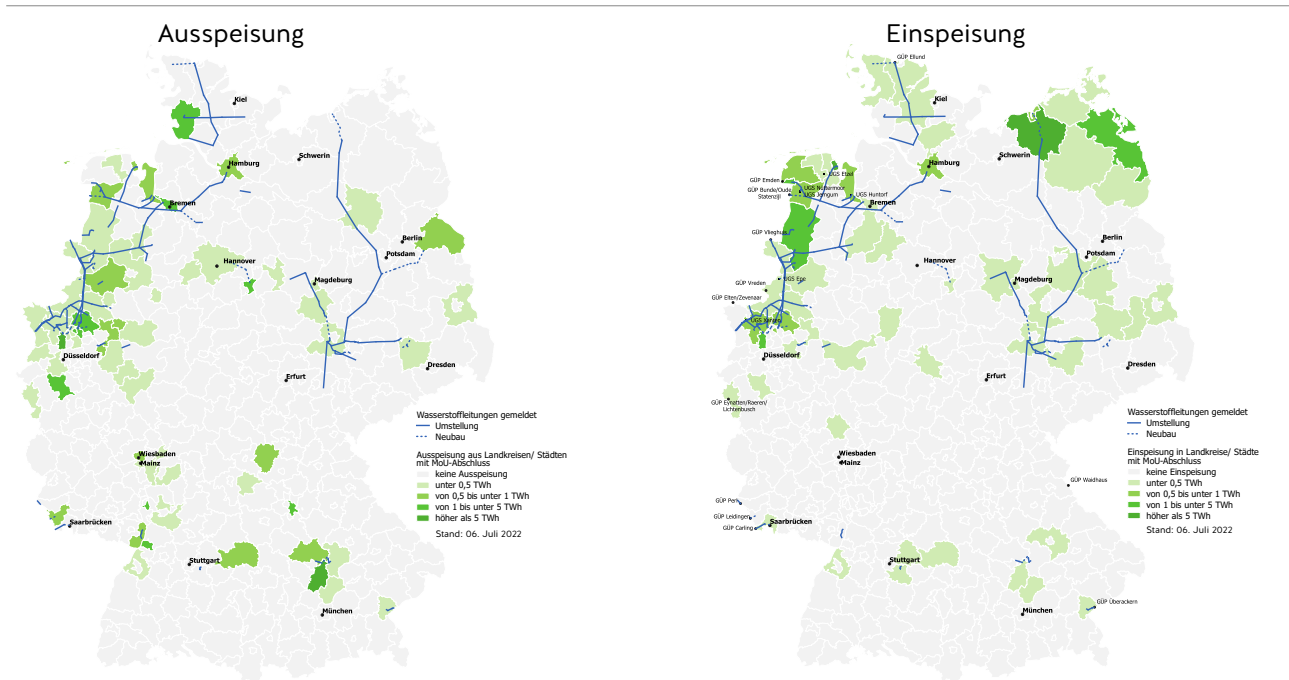 Ausspeisung
Kiel
Schwerin
Hamburg
Bremen
Berlin
Potsdam
Hannover
Magdeburg
Düsseldorf
Dresden
Erfurt
Wiesbaden
Mainz
Saarbrücken
Stuttgart
München
Wasserstoffleitungen gemeldet
Umstellung
Neubau
Ausspeisung aus Landkreisen/ Städten
mit MoU-Abschluss
keine Ausspeisung
unter 0,5 TWh
von 0,5 bis unter 1 TWh
von 1 bis unter 5 TWh
höher als 5 TWh
Stand: 06. Juli 2022
Einspeisung
GÜP Ellund
Kiel
Schwerin
Hamburg
UGS Etzel
GÜP Emden
GÜP Bunde/Oude
Statenzijl
UGS Nüttermoor
UGS Jemgum
UGS Huntorf
Bremen
GÜP Vlieghuis
Berlin
Potsdam
Hannover
UGS Epe
Magdeburg
GÜP Vreden
GÜP Elten/Zevenaar
Düsseldorf
Dresden
Erfurt
GÜP Eynatten/Raeren/
Lichtenbusch
Wiesbaden
Mainz
GÜP Waidhaus
GÜP Perl
GÜP Leidingen
GÜP Carling
Saarbrücken
Stuttgart
GÜP Überackern
München
Wasserstoffleitungen gemeldet
Umstellung
Neubau
Einspeisung in Landkreise/ Städte
mit MoU-Abschluss
keine Einspeisung
unter 0,5 TWh
von 0,5 bis unter 1 TWh
von 1 bis unter 5 TWh
höher als 5 TWh
Stand: 06. Juli 2022